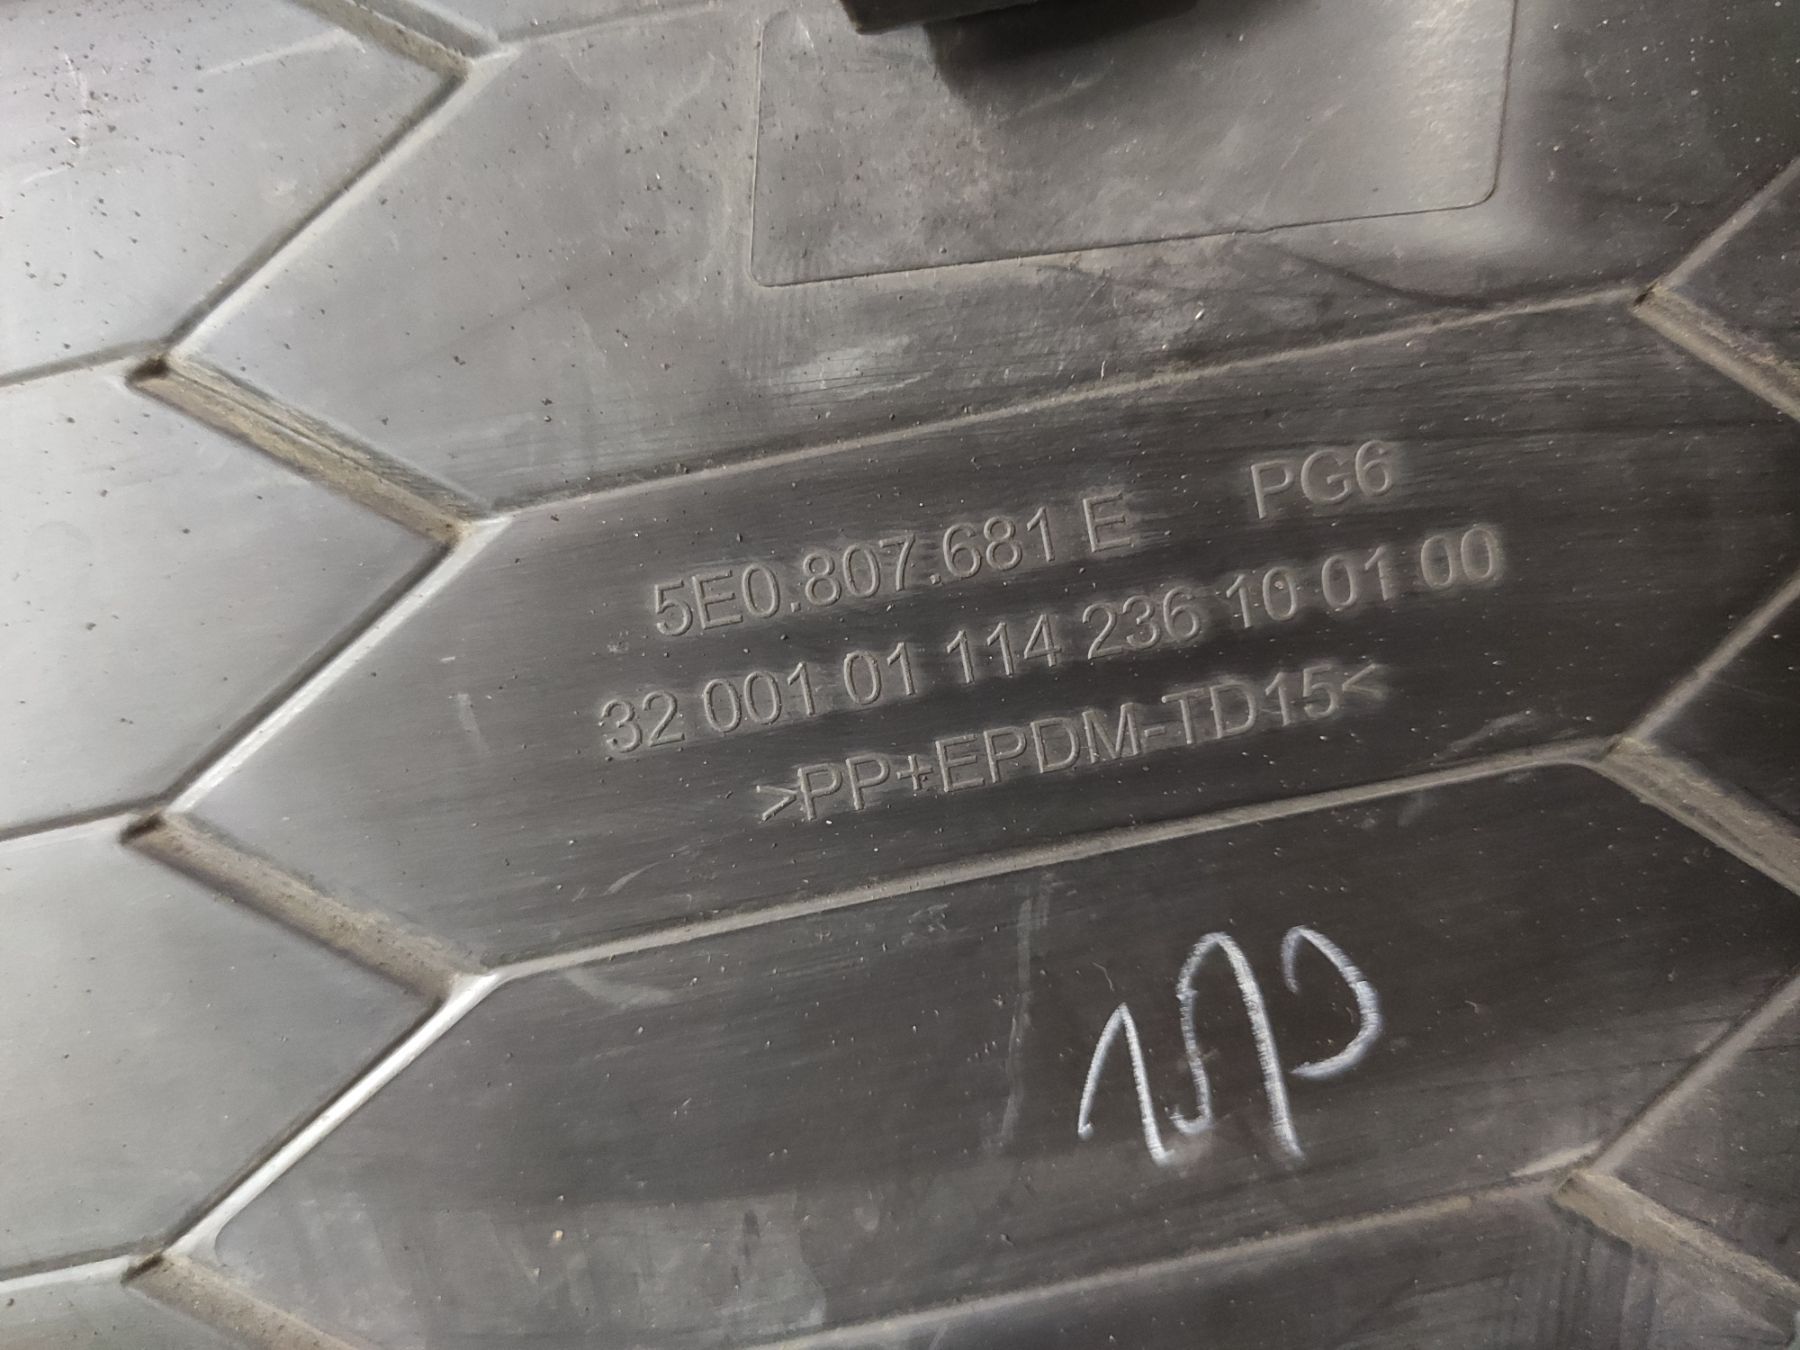 5E0.807.681 E PG6
32 001 01 114 236 10 01 00
>PP+EPDM-TD15<